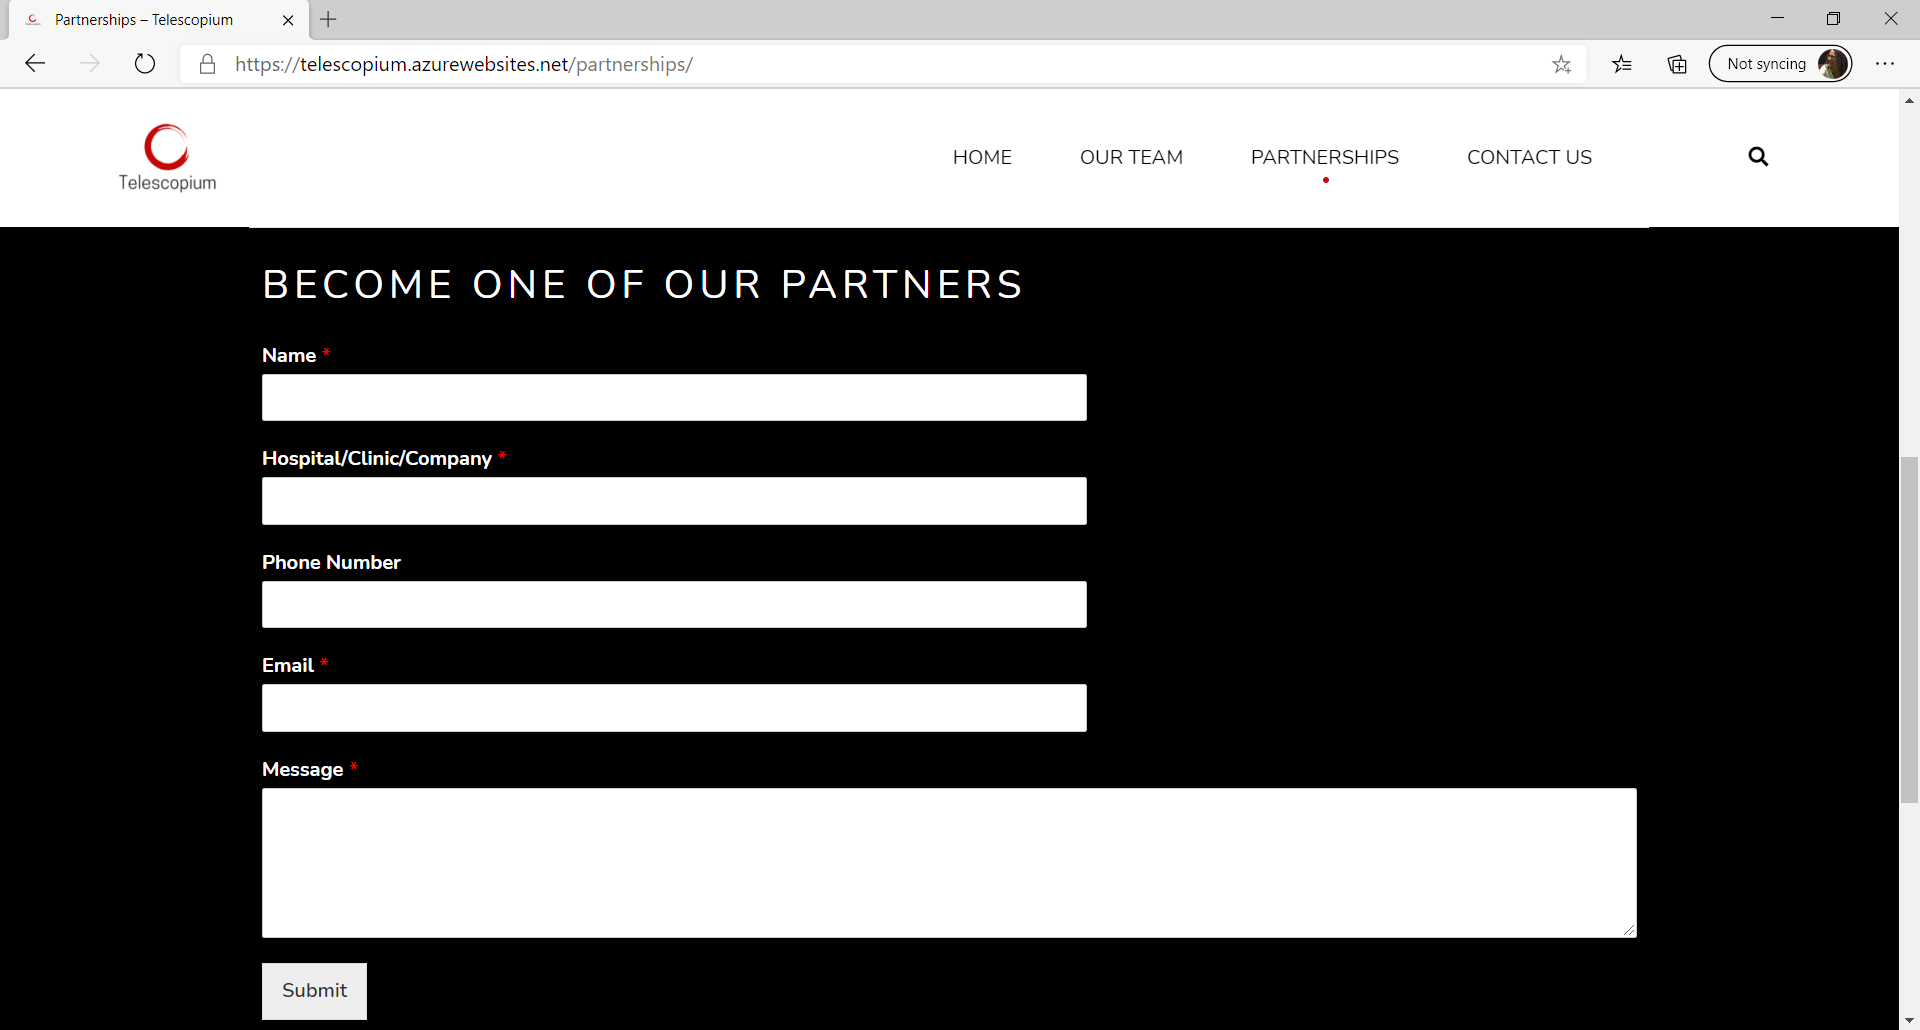 Partnerships – Telescopium
https://telescopium.azurewebsites.net/partnerships/
Not syncing
Telescopium
HOME
OUR TEAM
PARTNERSHIPS
CONTACT US
BECOME ONE OF OUR PARTNERS
Name *
Hospital/Clinic/Company *
Phone Number
Email *
Message *
Submit